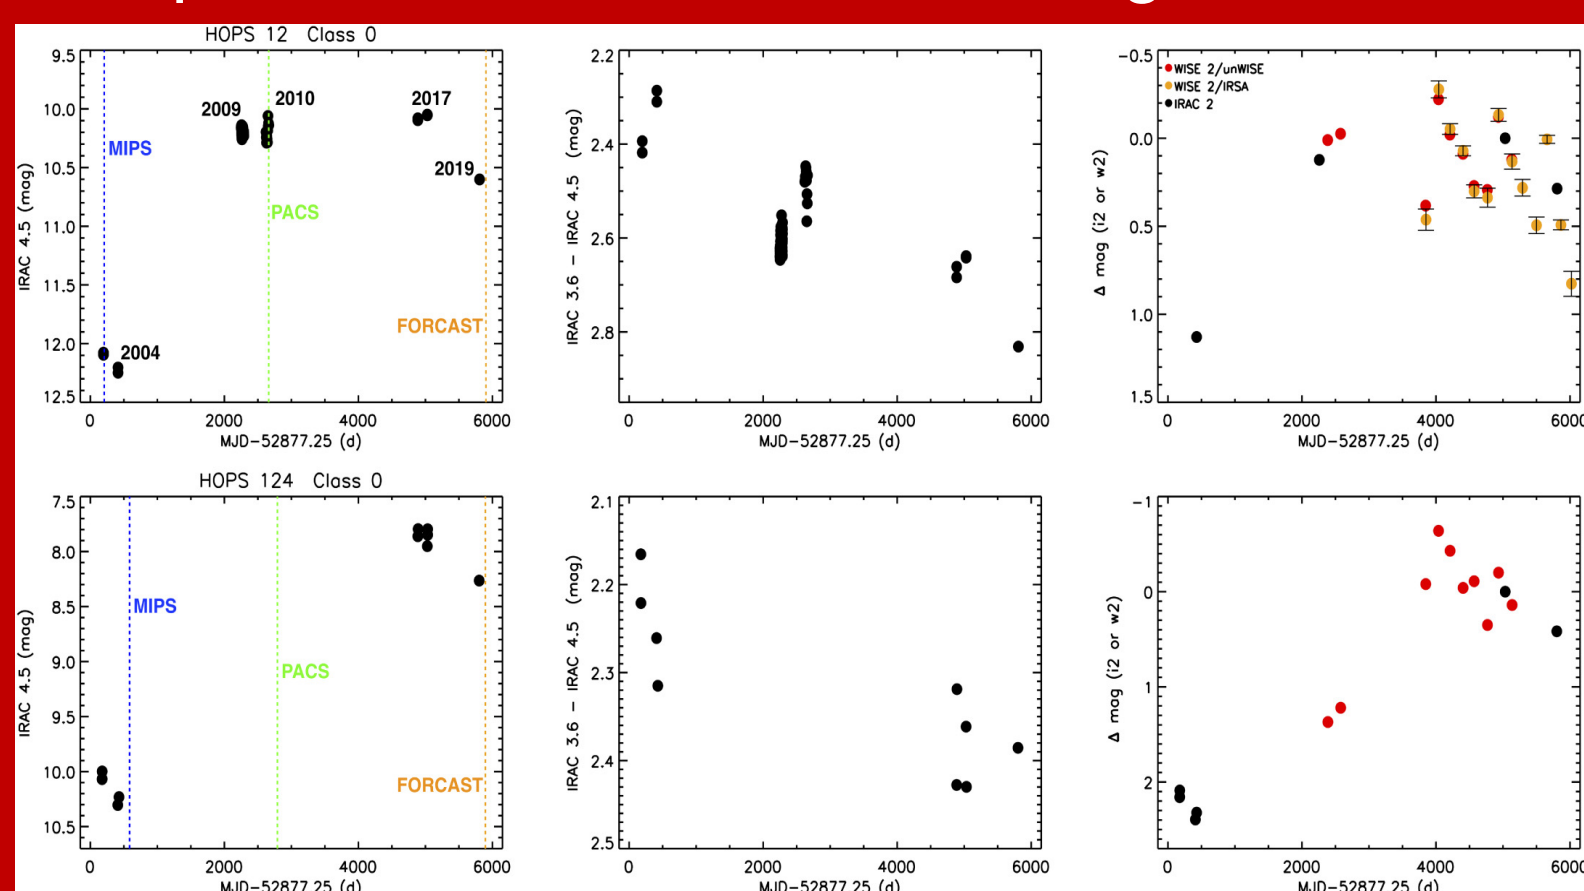 HOPS 12 Class 0
9.5
10.0
10.5
11.0
11.5
12.0
12.5
IRAC 4.5 (mag)
2004
2009
2010
2017
2019
MIPS
PACS
FORCAST
0
2000
4000
6000
MJD-52877.25 (d)
2.2
2.4
2.6
2.8
IRAC 3.6 - IRAC 4.5 (mag)
0
2000
4000
6000
MJD-52877.25 (d)
-0.5
0.0
0.5
1.0
1.5
Δ mag (i2 or w2)
WISE 2/unWISE
WISE 2/IRSA
IRAC 2
0
2000
4000
6000
MJD-52877.25 (d)
HOPS 124 Class 0
7.5
8.0
8.5
9.0
9.5
10.0
10.5
IRAC 4.5 (mag)
MIPS
PACS
FORCAST
0
2000
4000
6000
MJD-52877.25 (d)
2.1
2.2
2.3
2.4
2.5
IRAC 3.6 - IRAC 4.5 (mag)
0
2000
4000
6000
MJD-52877.25 (d)
-1
0
1
2
Δ mag (i2 or w2)
0
2000
4000
6000
MJD-52877.25 (d)